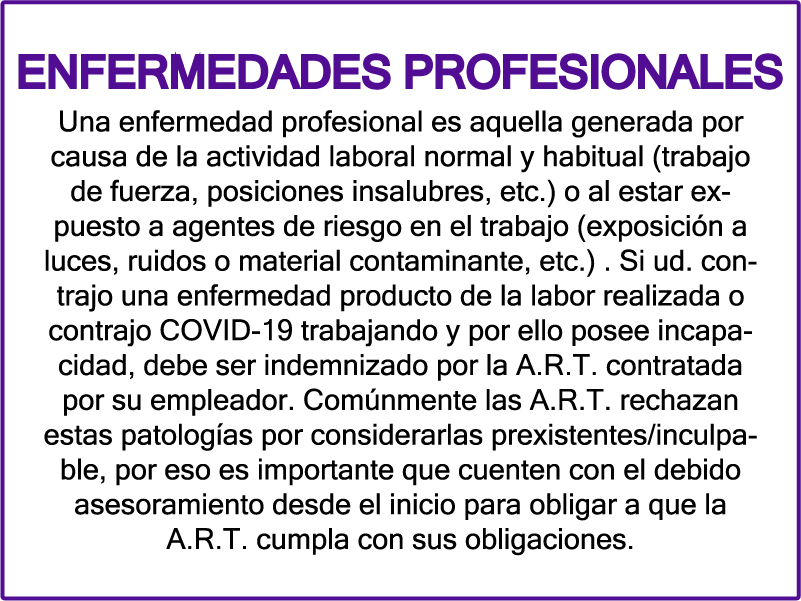 ENFERMEDADES PROFESIONALES
Una enfermedad profesional es aquella generada por
causa de la actividad laboral normal y habitual (trabajo
de fuerza, posiciones insalubres, etc.) o al estar ex-
puesto a agentes de riesgo en el trabajo (exposición a
luces, ruidos o material contaminante, etc.) . Si ud. con-
trajo una enfermedad producto de la labor realizada o
contrajo COVID-19 trabajando y por ello posee incapa-
cidad, debe ser indemnizado por la A.R.T. contratada
por su empleador. Comúnmente las A.R.T. rechazan
estas patologías por considerarlas prexistentes/inculpa-
ble, por eso es importante que cuenten con el debido
asesoramiento desde el inicio para obligar a que la
A.R.T. cumpla con sus obligaciones.